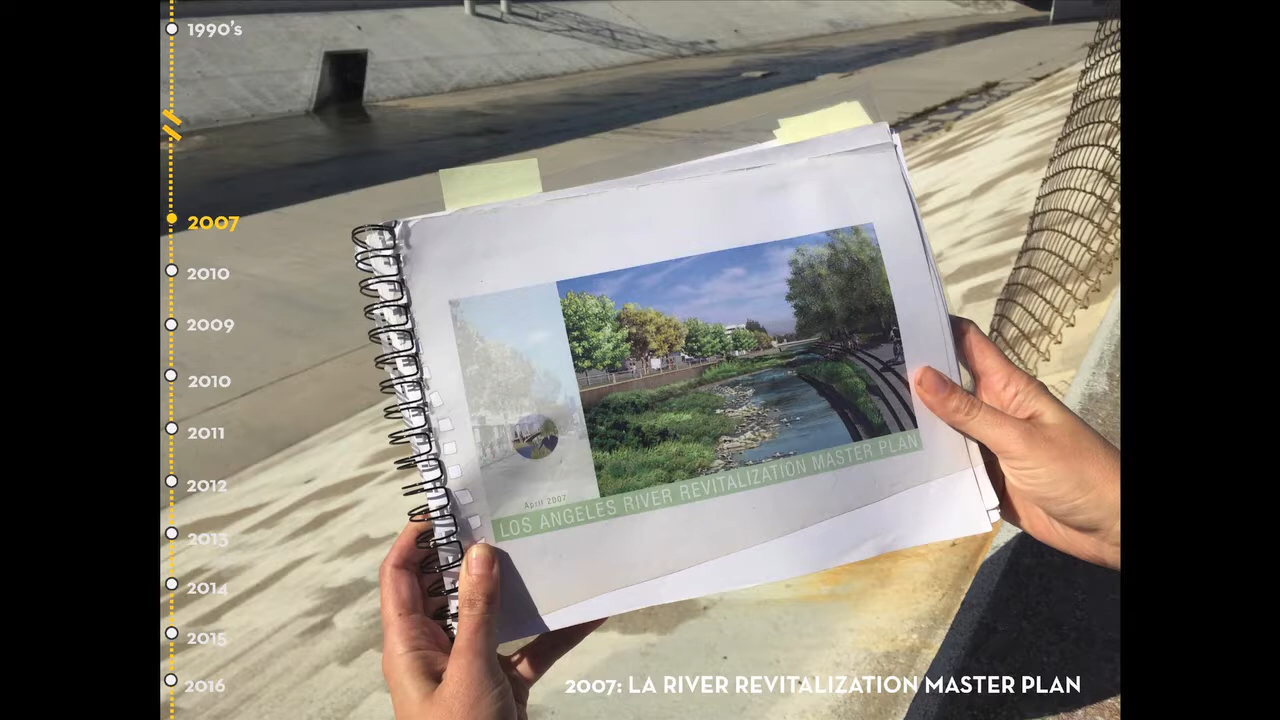 1990's
2007
2010
2009
2010
2011
2012
2013
2014
2015
2016
April 2007
LOS ANGELES RIVER REVITALIZATION MASTER PLAN
2007: LA RIVER REVITALIZATION MASTER PLAN